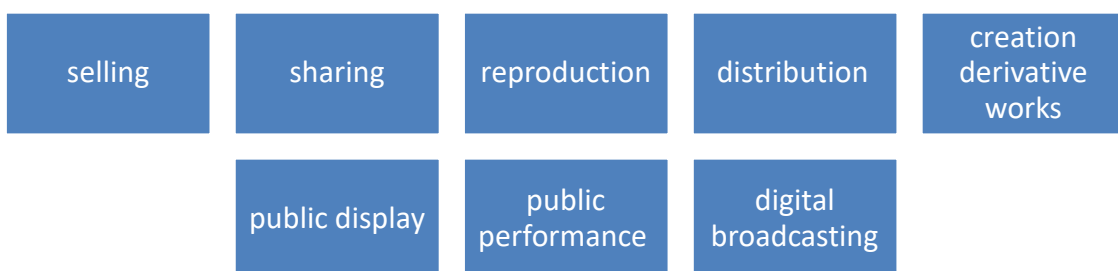 selling
sharing
reproduction
distribution
creation
derivative
works
public display
public
performance
digital
broadcasting